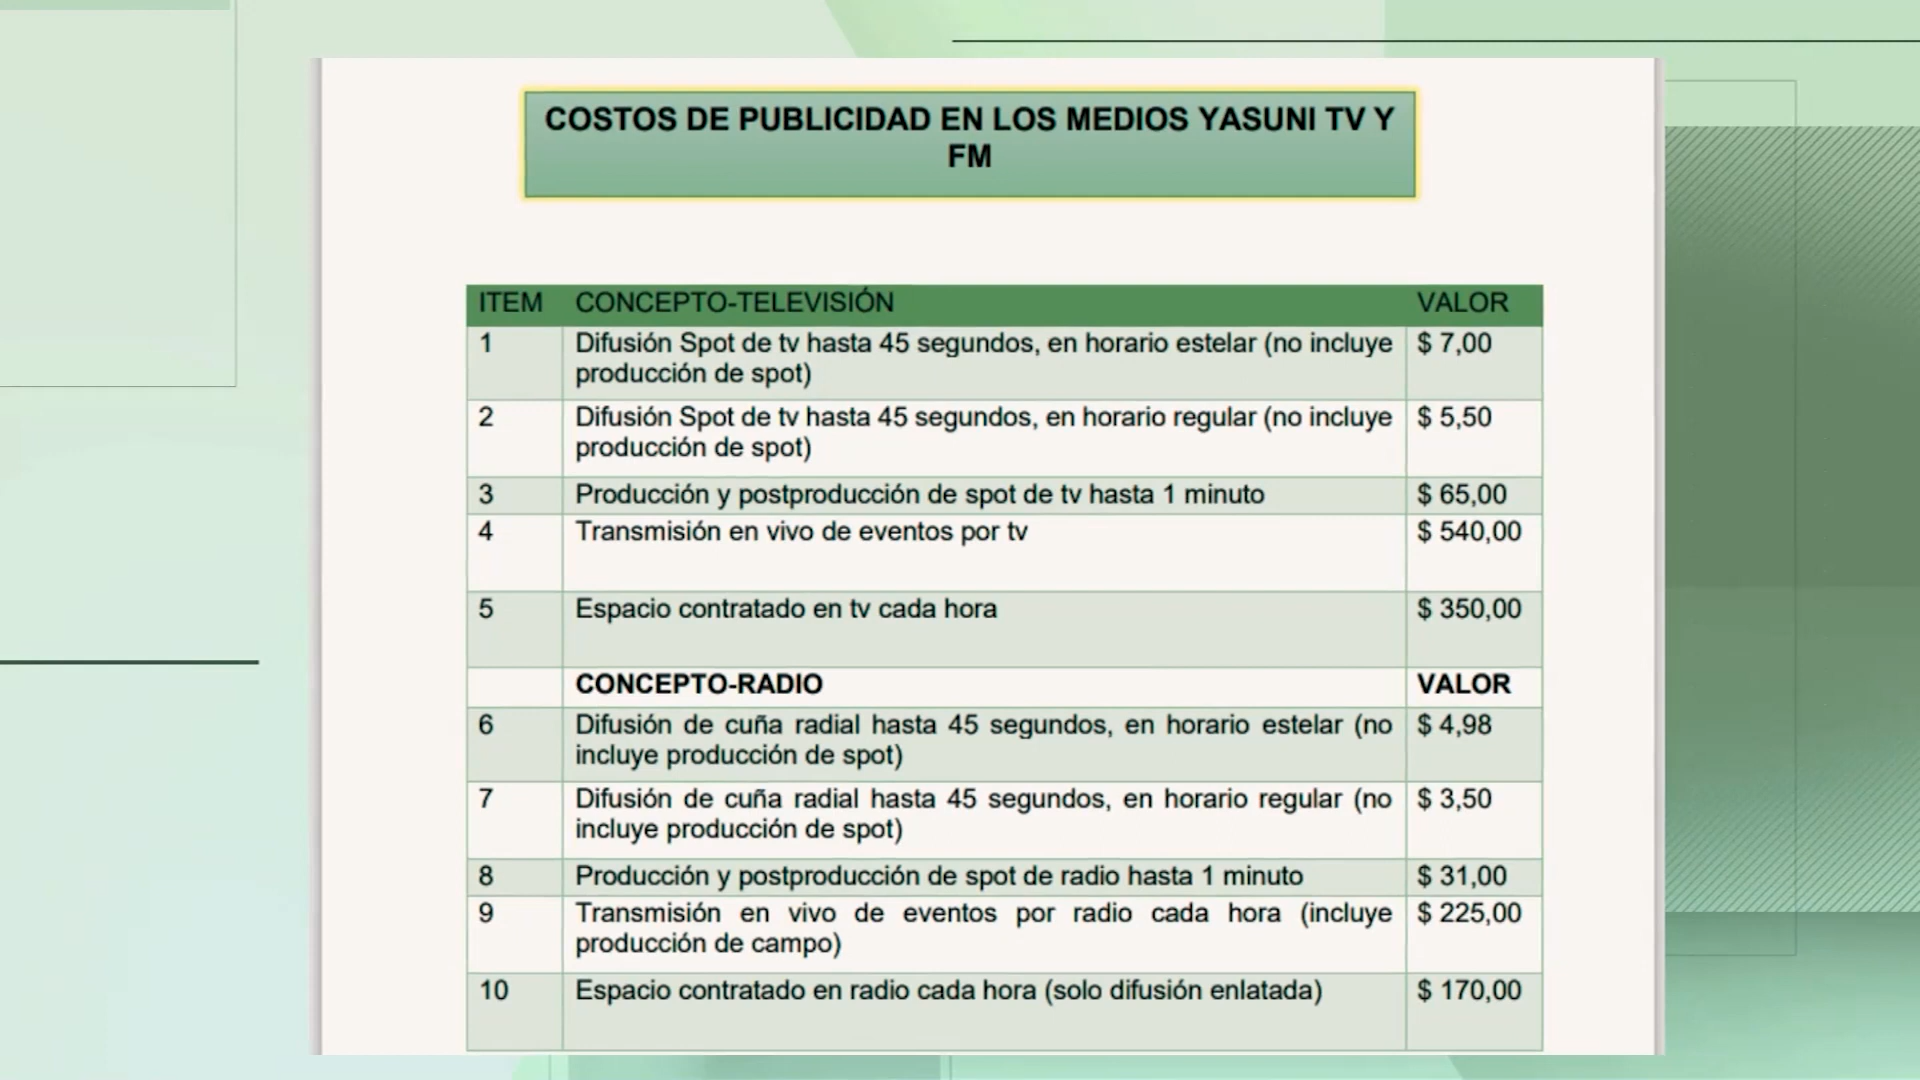 COSTOS DE PUBLICIDAD EN LOS MEDIOS YASUNI TV Y
FM
ITEM CONCEPTO-TELEVISIÓN VALOR
1 Difusión Spot de tv hasta 45 segundos, en horario estelar (no incluye $ 7,00
producción de spot)
2 Difusión Spot de tv hasta 45 segundos, en horario regular (no incluye $ 5,50
producción de spot)
3 Producción y postproducción de spot de tv hasta 1 minuto $ 65,00
4 Transmisión en vivo de eventos por tv $ 540,00
5 Espacio contratado en tv cada hora $ 350,00
CONCEPTO-RADIO VALOR
6 Difusión de cuña radial hasta 45 segundos, en horario estelar (no $ 4,98
incluye producción de spot)
7 Difusión de cuña radial hasta 45 segundos, en horario regular (no $ 3,50
incluye producción de spot)
8 Producción y postproducción de spot de radio hasta 1 minuto $ 31,00
9 Transmisión en vivo de eventos por radio cada hora (incluye $ 225,00
producción de campo)
10 Espacio contratado en radio cada hora (solo difusión enlatada) $ 170,00